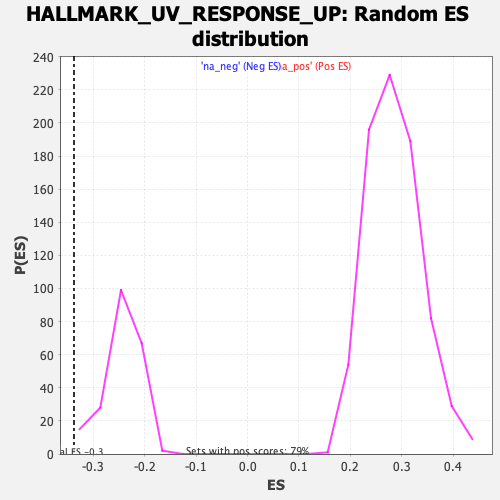 HALLMARK_UV_RESPONSE_UP: Random ES
distribution
'na_neg' (Neg ES)a_pos' (Pos ES)
240
220
200
180
160
140
120
100
80
60
40
20
0
P(ES)
al ES -0.3
Sets with pos scores: 79%
-0.3 -0.2 -0.1 0.0 0.1 0.2 0.3 0.4
ES